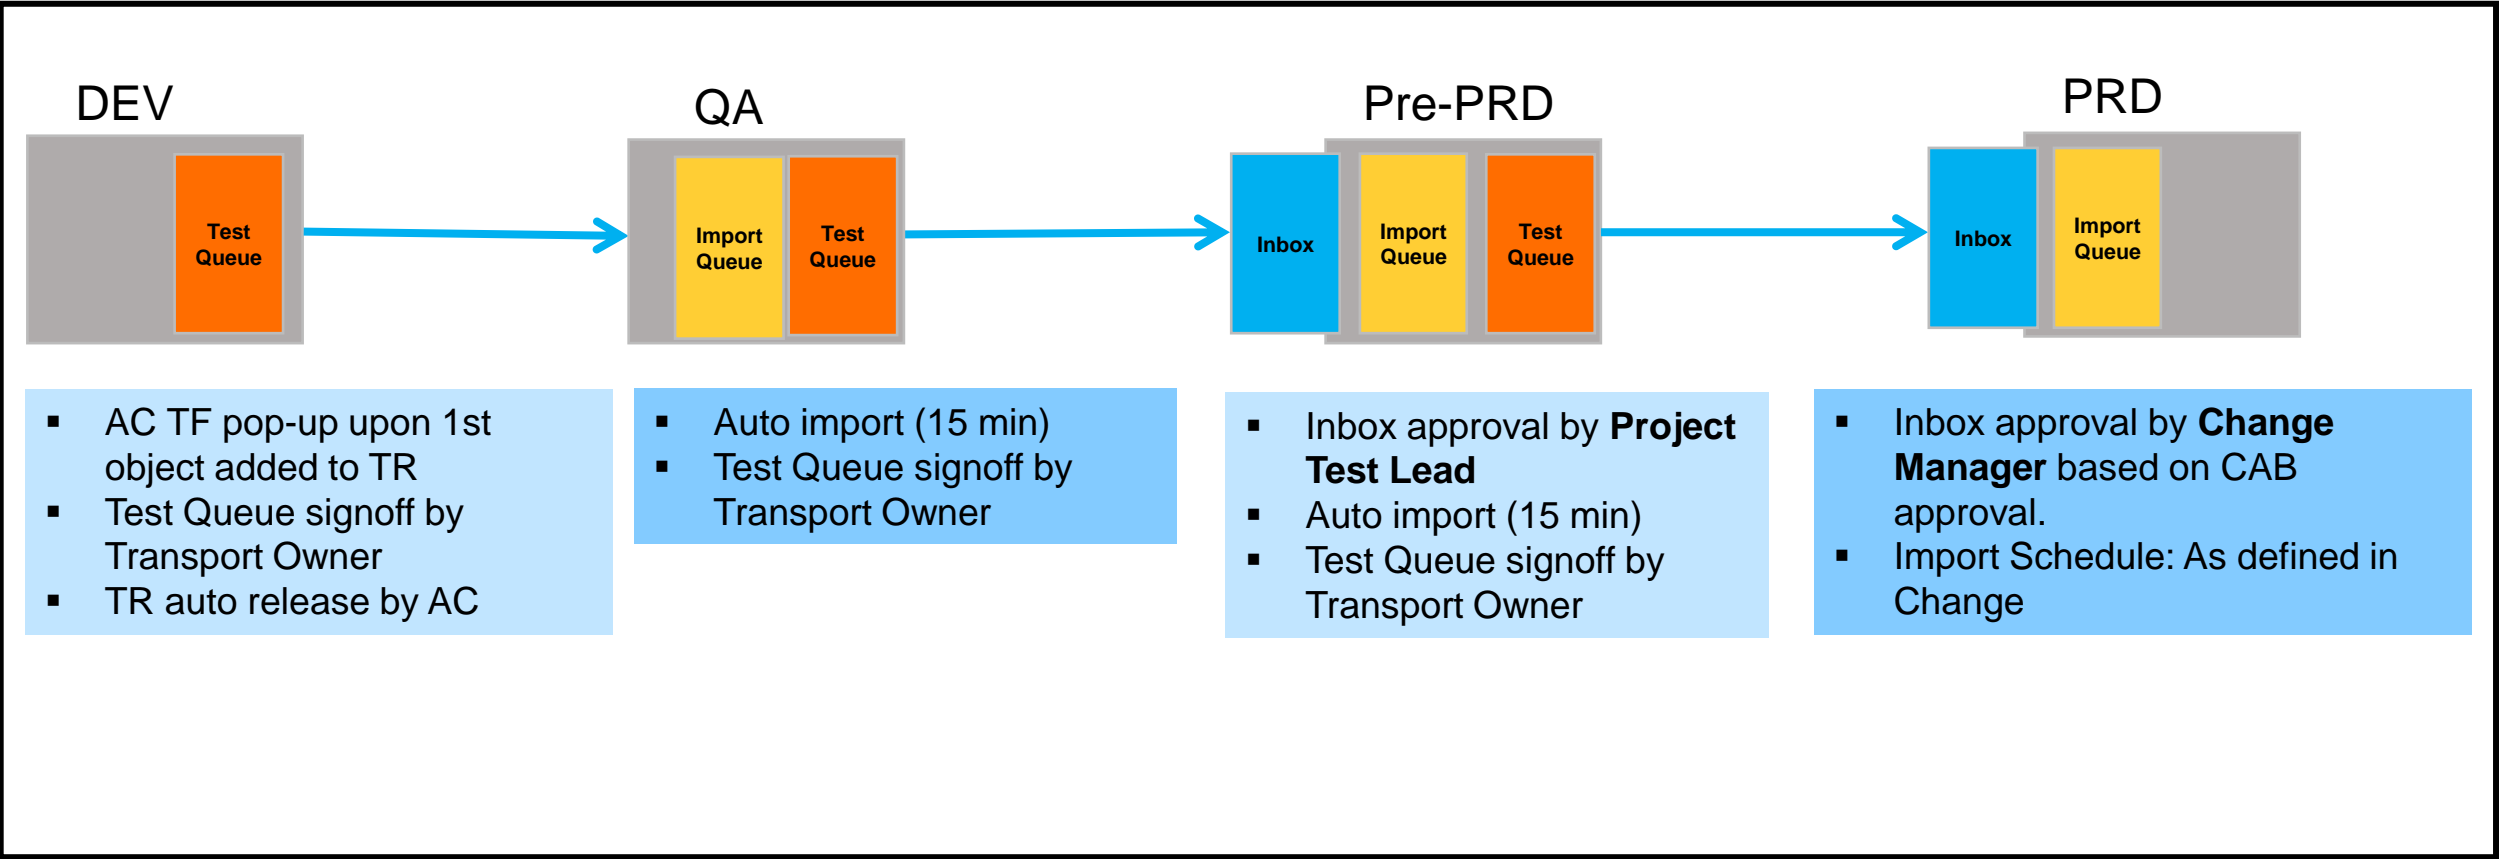 DEV
QA
Pre-PRD
PRD
Test
Queue
Import
Queue
Test
Queue
Inbox
Import
Queue
Test
Queue
Inbox
Import
Queue
▪ AC TF pop-up upon 1st
object added to TR
▪ Test Queue signoff by
Transport Owner
▪ TR auto release by AC
▪ Auto import (15 min)
▪ Test Queue signoff by
Transport Owner
▪ Inbox approval by Project
Test Lead
▪ Auto import (15 min)
▪ Test Queue signoff by
Transport Owner
▪ Inbox approval by Change
Manager based on CAB
approval.
▪ Import Schedule: As defined in
Change